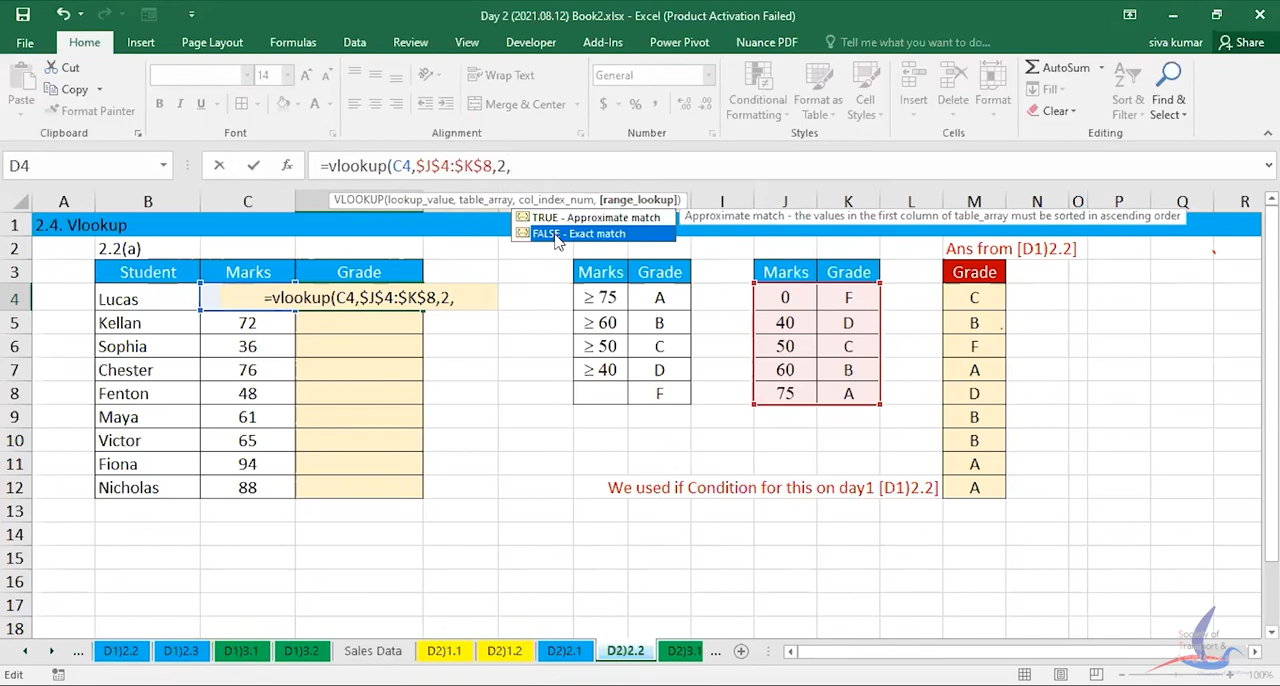 Day 2 (2021.08.12) Book2.xlsx - Excel (Product Activation Failed)
File Home Insert Page Layout Formulas Data Review View Developer Add-Ins Power Pivot Nuance PDF Tell me what you want to do... siva kumar Share
Paste Cut Copy Format Painter Clipboard
14 A A B I U A Font
Wrap Text Merge & Center Alignment
General $ % , Number
Conditional Formatting Format as Table Cell Styles Styles
Insert Delete Format Cells
AutoSum Fill Clear Sort & Filter Find & Select Editing
D4 fx =vlookup(C4,$J$4:$K$8,2,
VLOOKUP(lookup_value, table_array, col_index_num, [range_lookup])
A B C I J K L M N O P Q R
TRUE - Approximate match Approximate match - the values in the first column of table_array must be sorted in ascending order
FALSE - Exact match
1 2.4. Vlookup
2 2.2(a) Ans from [D1)2.2]
3 Student Marks Grade Marks Grade Marks Grade Grade
4 Lucas =vlookup(C4,$J$4:$K$8,2, ≥ 75 A 0 F C
5 Kellan 72 ≥ 60 B 40 D B
6 Sophia 36 ≥ 50 C 50 C F
7 Chester 76 ≥ 40 D 60 B A
8 Fenton 48 F 75 A D
9 Maya 61 B
10 Victor 65 B
11 Fiona 94 A
12 Nicholas 88 We used if Condition for this on day1 [D1)2.2] A
13
14
15
16
17
18
... D1)2.2 D1)2.3 D1)3.1 D1)3.2 Sales Data D2)1.1 D2)1.2 D2)2.1 D2)2.2 D2)3.1 ...
Edit 100%
Society of
Transport &